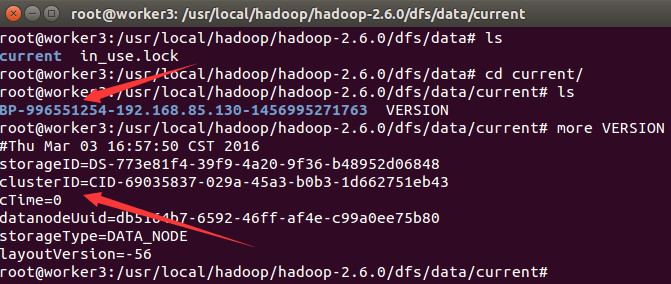 root@worker3: /usr/local/hadoop/hadoop-2.6.0/dfs/data/current
root@worker3:/usr/local/hadoop/hadoop-2.6.0/dfs/data# ls
current  in_use.lock
root@worker3:/usr/local/hadoop/hadoop-2.6.0/dfs/data# cd current/
root@worker3:/usr/local/hadoop/hadoop-2.6.0/dfs/data/current# ls
BP-996551254-192.168.85.130-1456995271763  VERSION
root@worker3:/usr/local/hadoop/hadoop-2.6.0/dfs/data/current# more VERSION
#Thu Mar 03 16:57:50 CST 2016
storageID=DS-773e81f4-39f9-4a20-9f36-b48952d06848
clusterID=CID-69035837-029a-45a3-b0b3-1d662751eb43
cTime=0
datanodeUuid=db5164b7-6592-46ff-af4e-c99a0ee75b80
storageType=DATA_NODE
layoutVersion=-56
root@worker3:/usr/local/hadoop/hadoop-2.6.0/dfs/data/current#